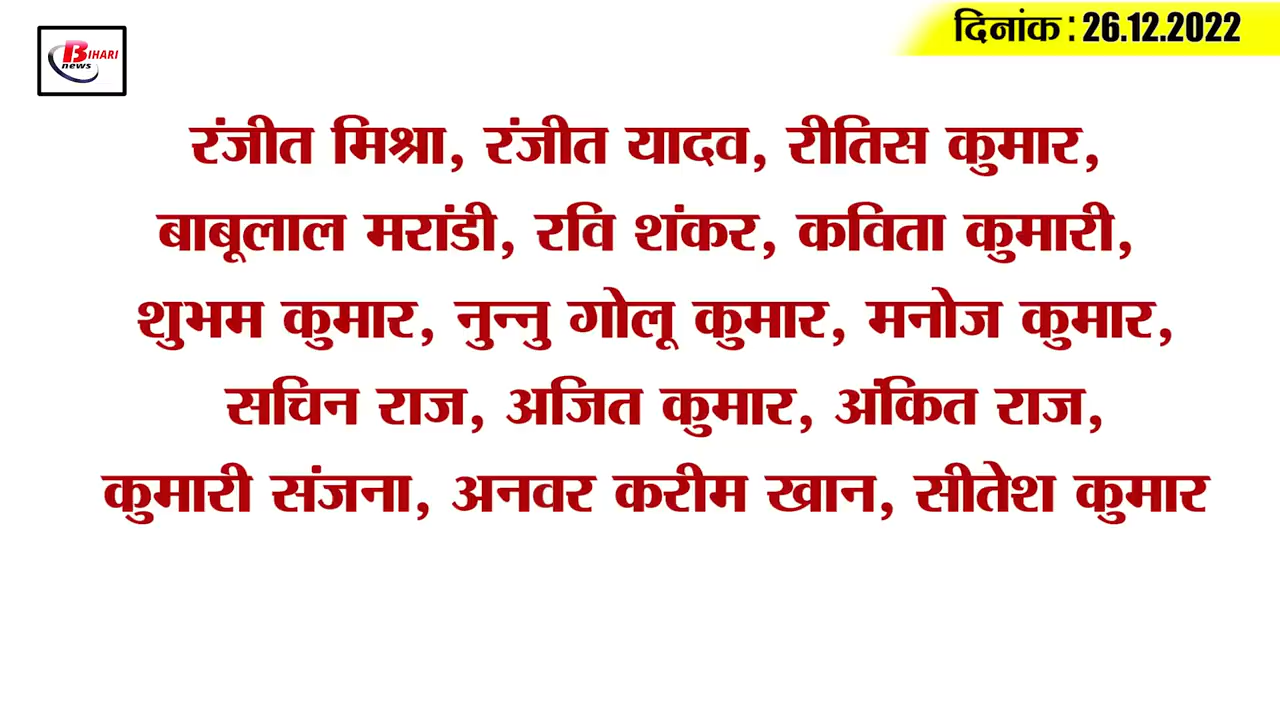 BIHARI
news
दिनांक : 26.12.2022
रंजीत मिश्रा, रंजीत यादव, रीतिस कुमार,
बाबूलाल मरांडी, रवि शंकर, कविता कुमारी,
शुभम कुमार, नुन्नु गोलू कुमार, मनोज कुमार,
सचिन राज, अजित कुमार, अंकित राज,
कुमारी संजना, अनवर करीम खान, सीतेश कुमार